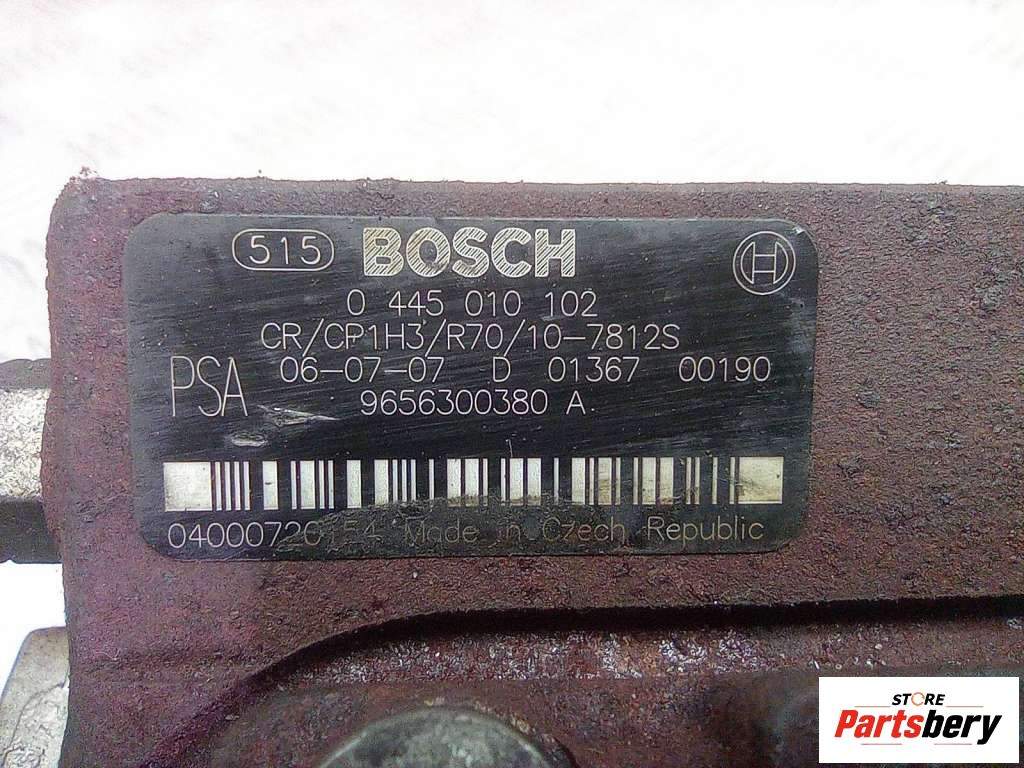 515 BOSCH
0 445 010 102
CR/CP1H3/R70/10-7812S
PSA 06-07-07 D 01367 00190
9656300380 A
Made in Czech Republic
STORE
Partsbery